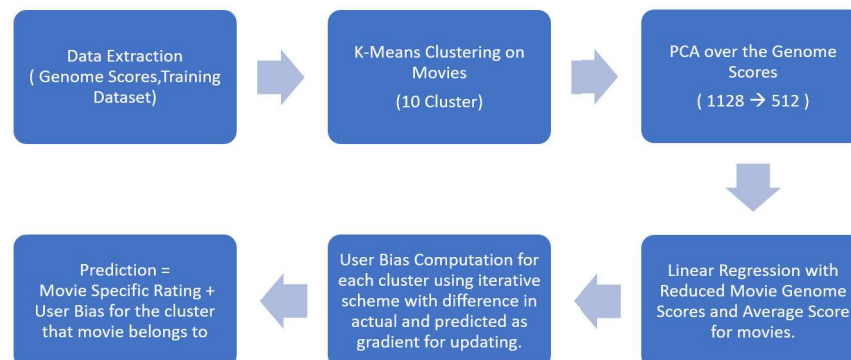 Data Extraction
( Genome Scores,Training
Dataset)
K-Means Clustering on
Movies
(10 Cluster)
PCA over the Genome
Scores
( 1128 → 512 )
Linear Regression with
Reduced Movie Genome
Scores and Average Score
for movies.
User Bias Computation for
each cluster using iterative
scheme with difference in
actual and predicted as
gradient for updating.
Prediction =
Movie Specific Rating +
User Bias for the cluster
that movie belongs to